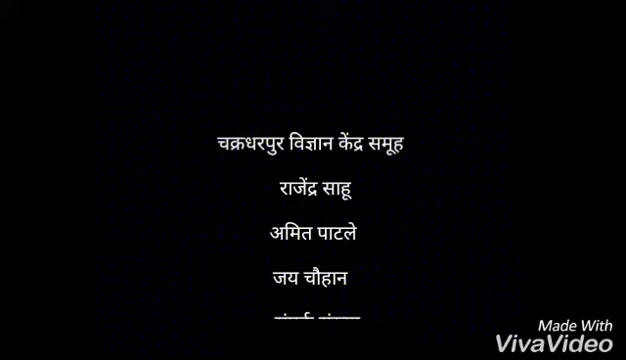 चक्रधरपुर विज्ञान केंद्र समूह
राजेंद्र साहू
अमित पाटले
जय चौहान
Made With
VivaVideo